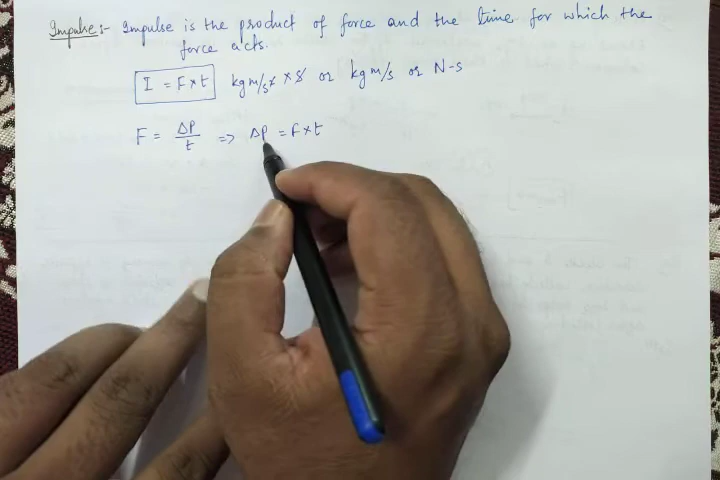 Impulse :- Impulse is the product of force and the time for which the
force acts.
I = F × t kgm/s² × s or kgm/s or N-s
F = ΔP/t => ΔP = F × t